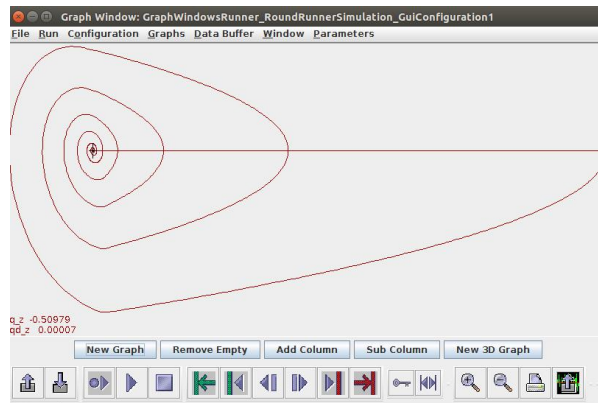 Graph Window: GraphWindowsRunner_RoundRunnerSimulation_GuiConfiguration1
File Run Configuration Graphs Data Buffer Window Parameters
q_z -0.50979
qd_z 0.00007
New Graph Remove Empty Add Column Sub Column New 3D Graph